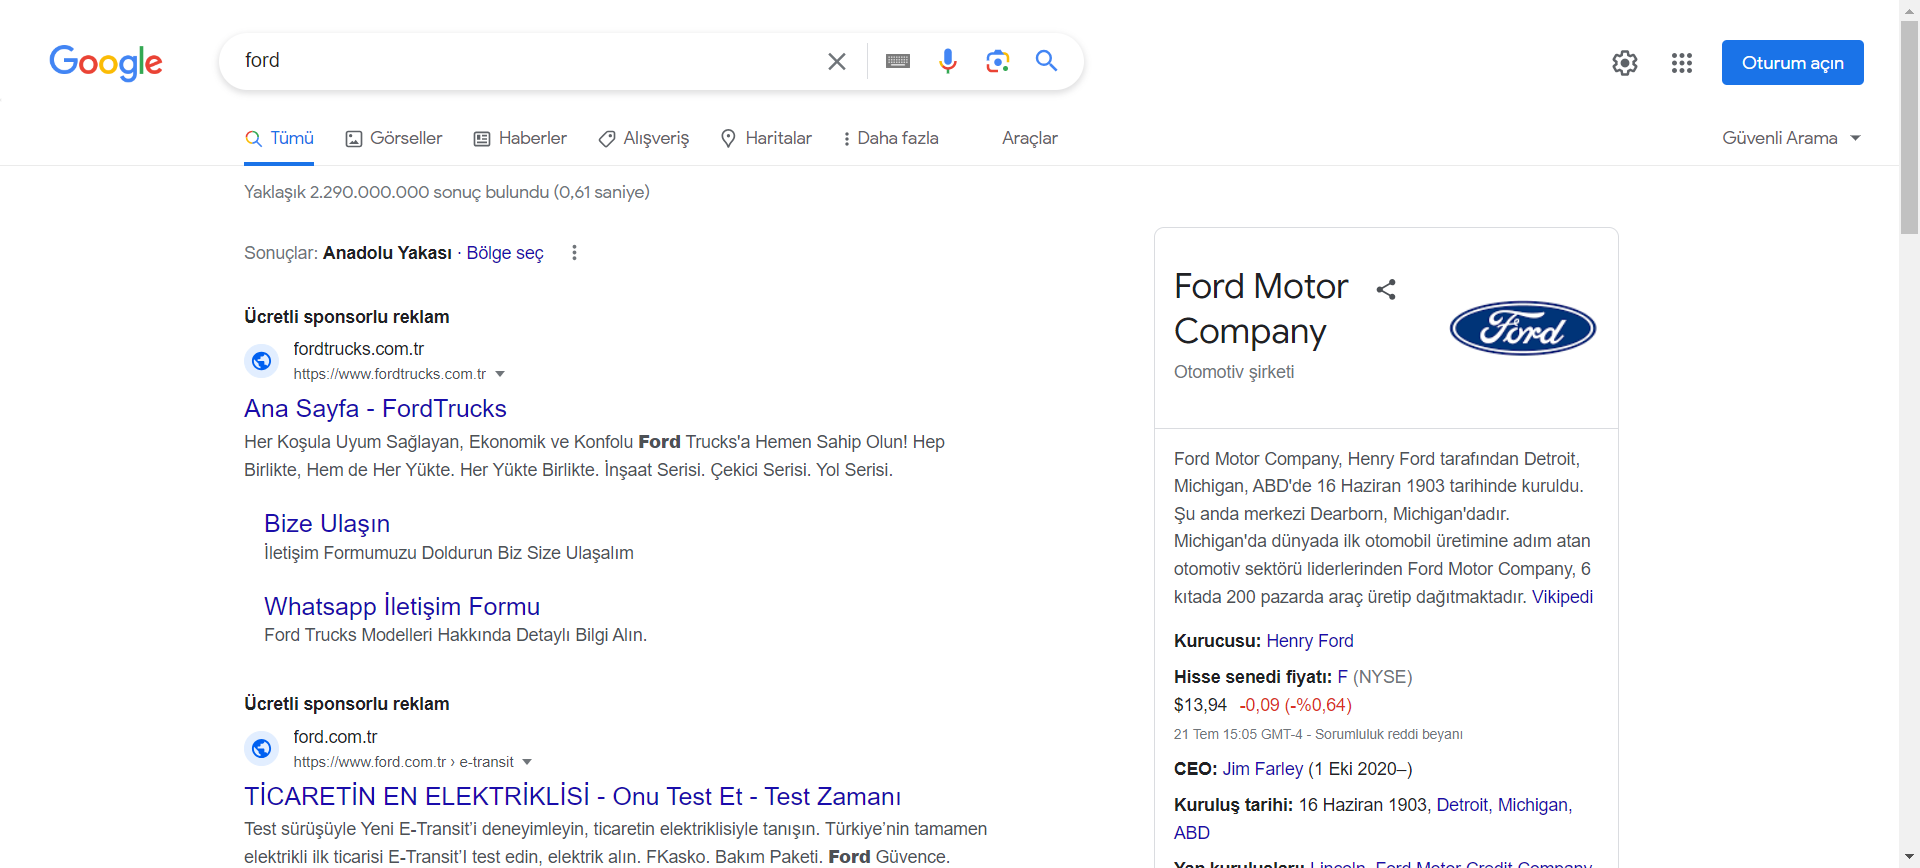 Google
ford
Oturum açın
Tümü
Görseller
Haberler
Alışveriş
Haritalar
Daha fazla
Araçlar
Güvenli Arama
Yaklaşık 2.290.000.000 sonuç bulundu (0,61 saniye)
Sonuçlar: Anadolu Yakası · Bölge seç
Ücretli sponsorlu reklam
fordtrucks.com.tr
https://www.fordtrucks.com.tr
Ana Sayfa - FordTrucks
Her Koşula Uyum Sağlayan, Ekonomik ve Konfolu Ford Trucks'a Hemen Sahip Olun! Hep
Birlikte, Hem de Her Yükte. Her Yükte Birlikte. İnşaat Serisi. Çekici Serisi. Yol Serisi.
Bize Ulaşın
İletişim Formumuzu Doldurun Biz Size Ulaşalım
Whatsapp İletişim Formu
Ford Trucks Modelleri Hakkında Detaylı Bilgi Alın.
Ücretli sponsorlu reklam
ford.com.tr
https://www.ford.com.tr › e-transit
TİCARETİN EN ELEKTRİKLİSİ - Onu Test Et - Test Zamanı
Test sürüşüyle Yeni E-Transit’i deneyimleyin, ticaretin elektriklisiyle tanışın. Türkiye’nin tamamen
elektrikli ilk ticarisi E-Transit’I test edin, elektrik alın. FKasko. Bakım Paketi. Ford Güvence.
Ford Motor
Company
Otomotiv şirketi
Ford
Ford Motor Company, Henry Ford tarafından Detroit,
Michigan, ABD'de 16 Haziran 1903 tarihinde kuruldu.
Şu anda merkezi Dearborn, Michigan'dadır.
Michigan'da dünyada ilk otomobil üretimine adım atan
otomotiv sektörü liderlerinden Ford Motor Company, 6
kıtada 200 pazarda araç üretip dağıtmaktadır. Vikipedi
Kurucusu: Henry Ford
Hisse senedi fiyatı: F (NYSE)
$13,94 -0,09 (-%0,64)
21 Tem 15:05 GMT-4 - Sorumluluk reddi beyanı
CEO: Jim Farley (1 Eki 2020–)
Kuruluş tarihi: 16 Haziran 1903, Detroit, Michigan,
ABD
Yan kuruluşları: Lincoln, Ford Motor Credit Company